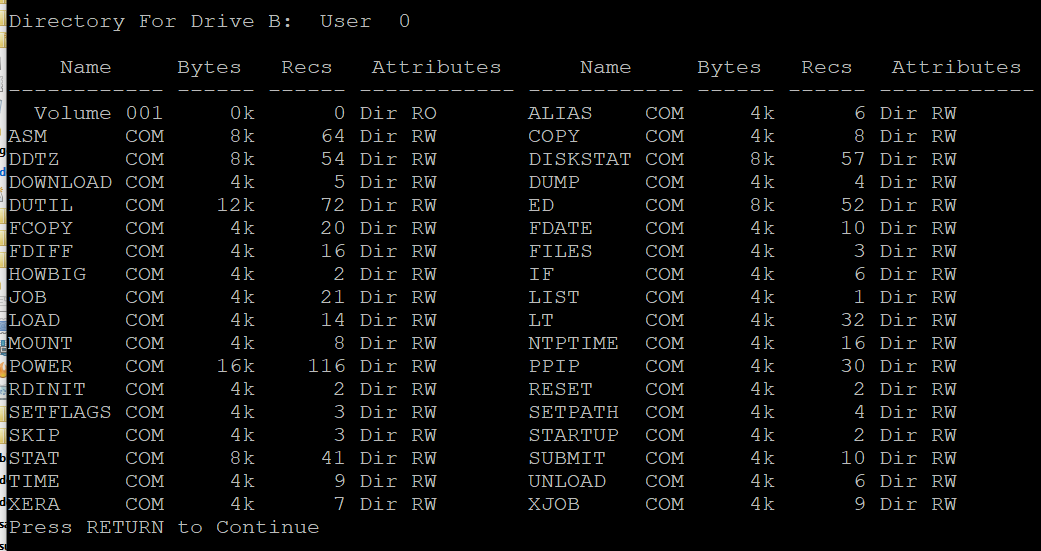 Directory For Drive B:  User  0
    Name     Bytes   Recs   Attributes      Name     Bytes   Recs   Attributes
------------ ------ ------ ------------ ------------ ------ ------ ------------
  Volume 001     0k      0 Dir RO       ALIAS    COM     4k      6 Dir RW
ASM      COM     8k     64 Dir RW       COPY     COM     4k      8 Dir RW
DDTZ     COM     8k     54 Dir RW       DISKSTAT COM     8k     57 Dir RW
DOWNLOAD COM     4k      5 Dir RW       DUMP     COM     4k      4 Dir RW
DUTIL    COM    12k     72 Dir RW       ED       COM     8k     52 Dir RW
FCOPY    COM     4k     20 Dir RW       FDATE    COM     4k     10 Dir RW
FDIFF    COM     4k     16 Dir RW       FILES    COM     4k      3 Dir RW
HOWBIG   COM     4k      2 Dir RW       IF       COM     4k      6 Dir RW
JOB      COM     4k     21 Dir RW       LIST     COM     4k      1 Dir RW
LOAD     COM     4k     14 Dir RW       LT       COM     4k     32 Dir RW
MOUNT    COM     4k      8 Dir RW       NTPTIME  COM     4k     16 Dir RW
POWER    COM    16k    116 Dir RW       PPIP     COM     4k     30 Dir RW
RDINIT   COM     4k      2 Dir RW       RESET    COM     4k      2 Dir RW
SETFLAGS COM     4k      3 Dir RW       SETPATH  COM     4k      4 Dir RW
SKIP     COM     4k      3 Dir RW       STARTUP  COM     4k      2 Dir RW
STAT     COM     8k     41 Dir RW       SUBMIT   COM     4k     10 Dir RW
TIME     COM     4k      9 Dir RW       UNLOAD   COM     4k      6 Dir RW
XERA     COM     4k      7 Dir RW       XJOB     COM     4k      9 Dir RW
Press RETURN to Continue